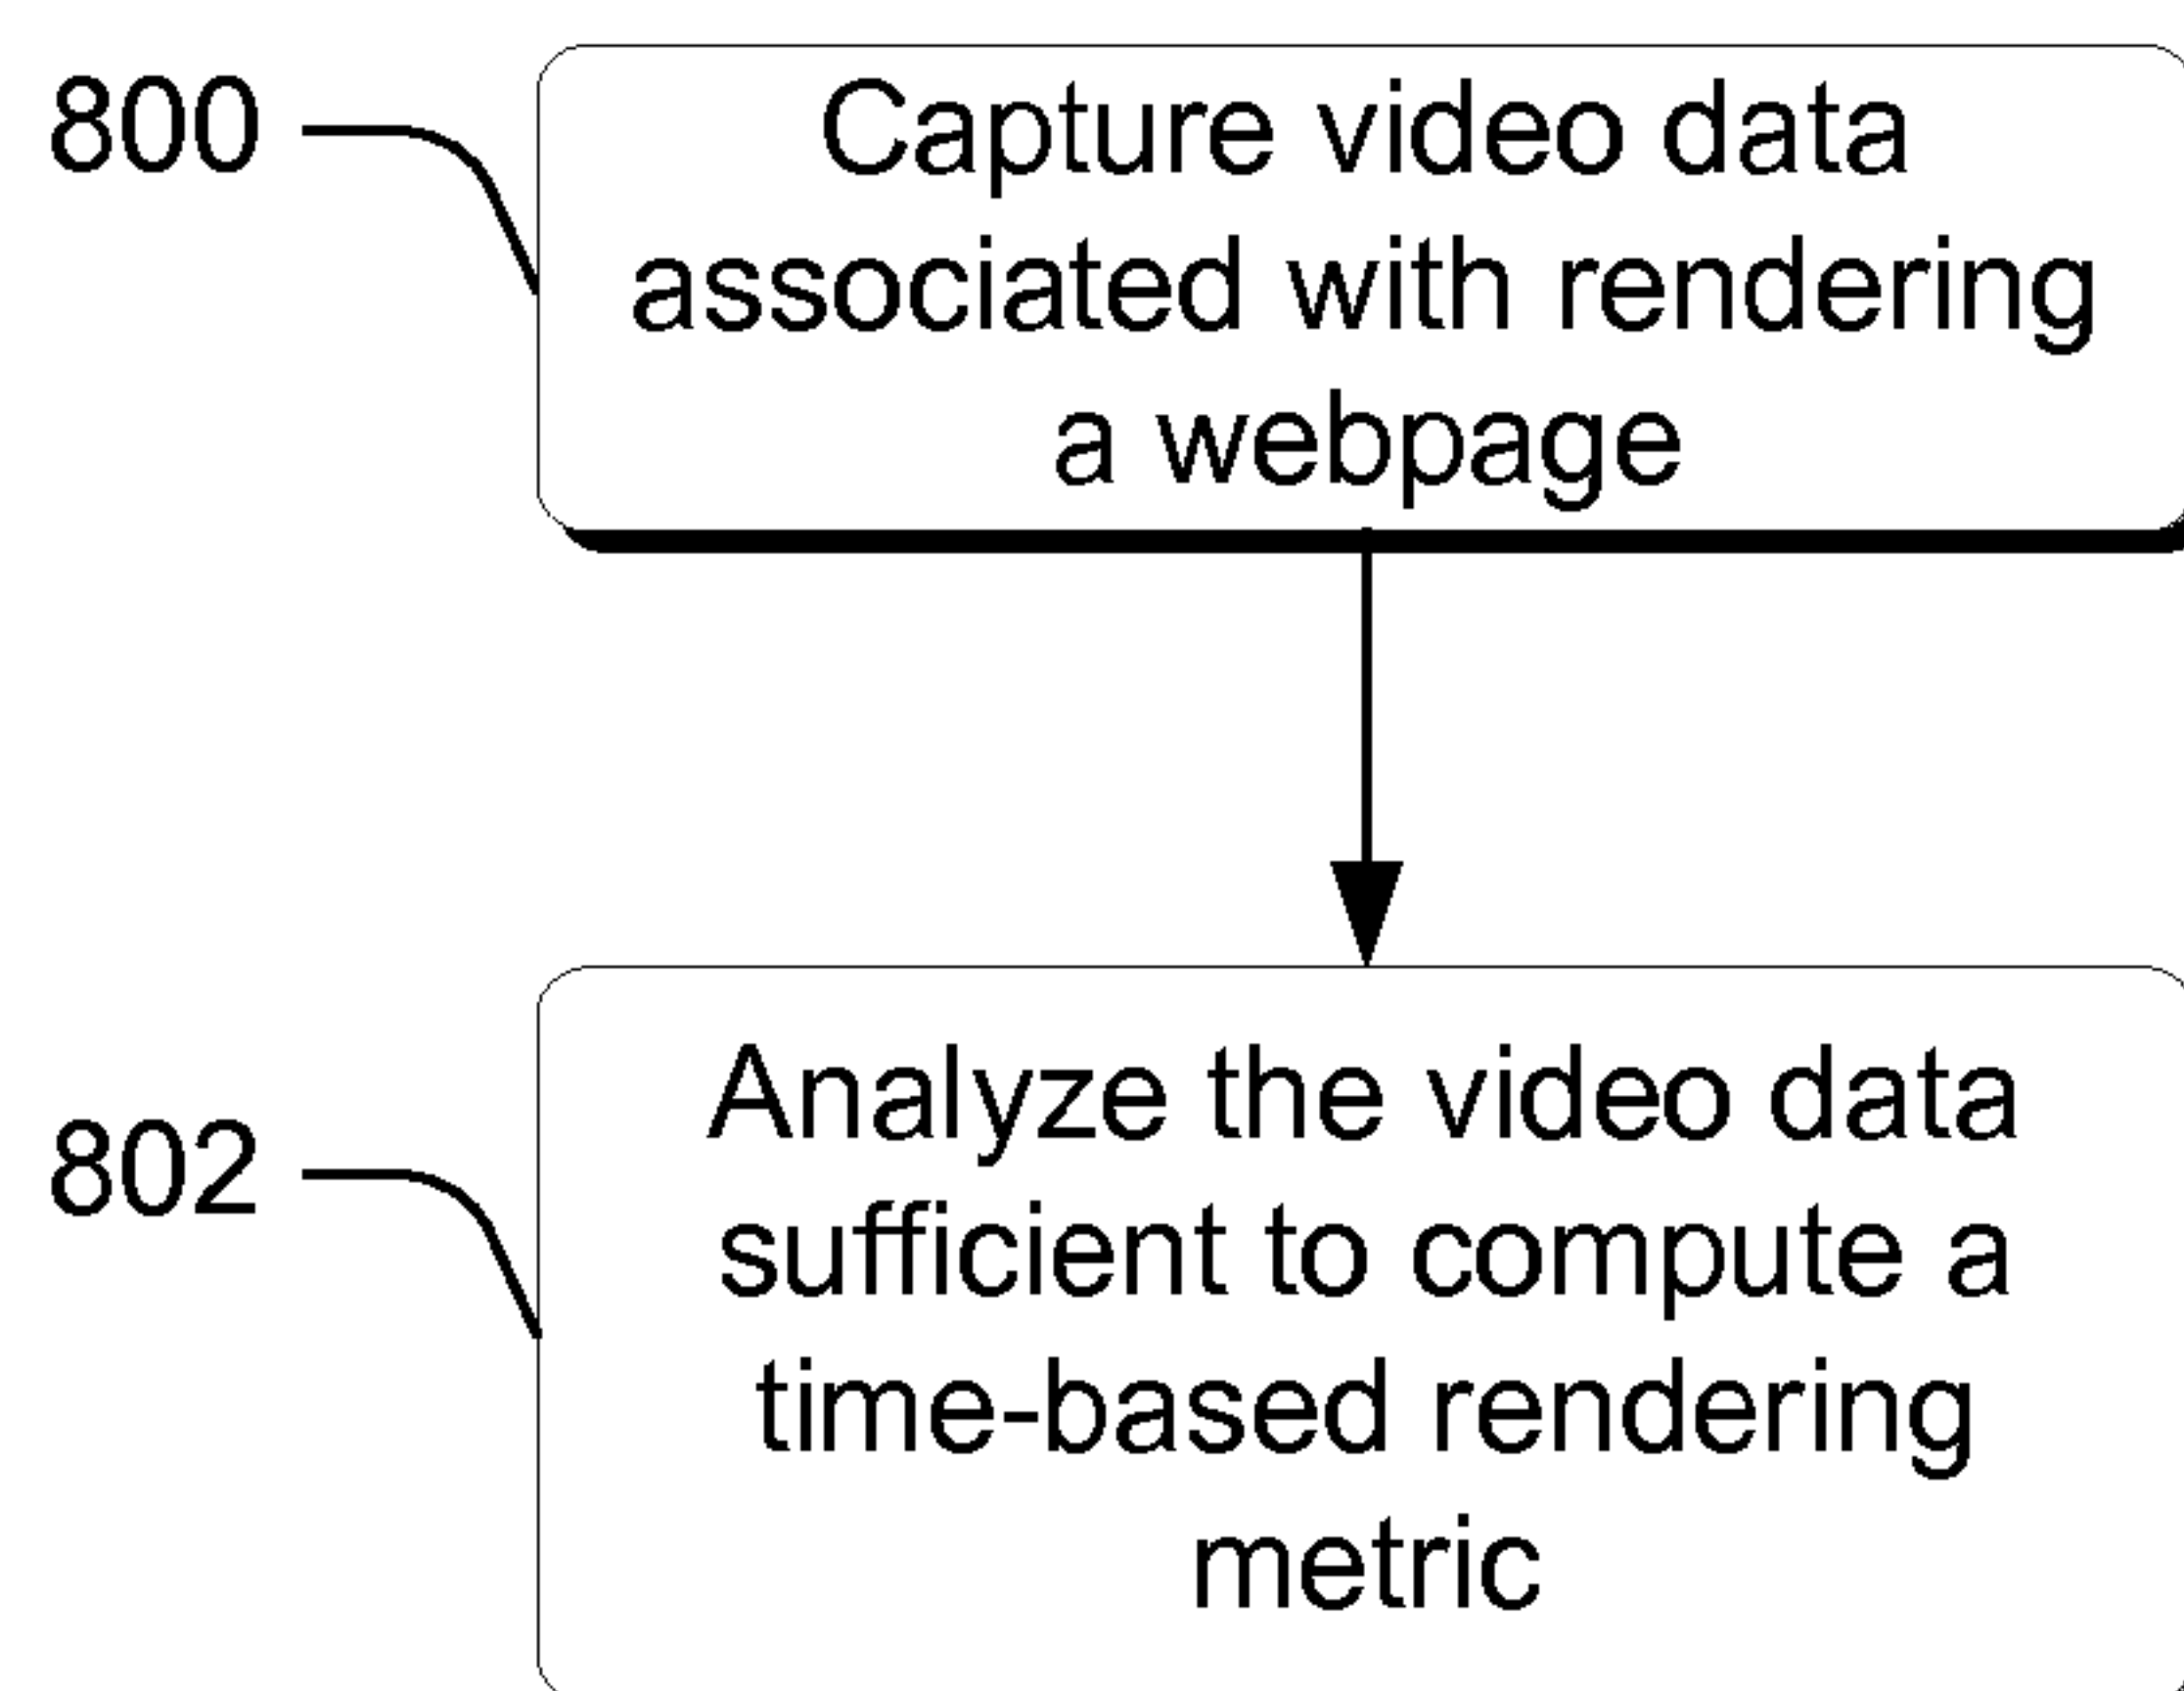 800
Capture video data
associated with rendering
a webpage
802
Analyze the video data
sufficient to compute a
time-based rendering
metric